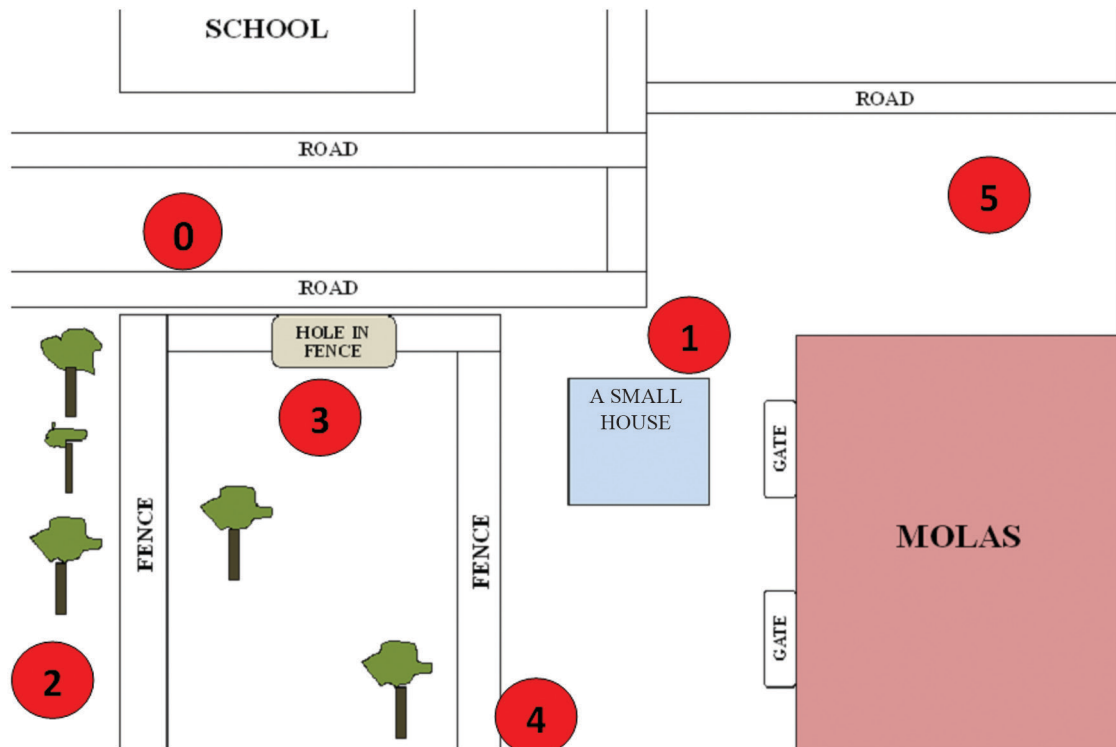 SCHOOL
ROAD
ROAD
0
5
ROAD
HOLE IN
FENCE
1
A SMALL
HOUSE
3
GATE
FENCE
FENCE
MOLAS
GATE
2
4